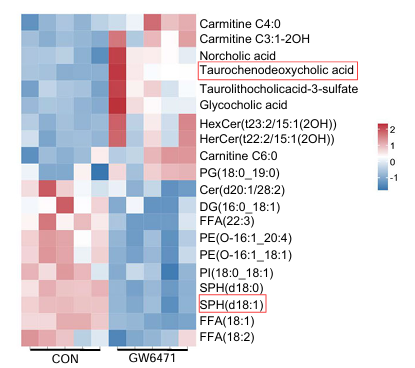 Carnitine C4:0
Carnitine C3:1-2OH
Norcholic acid
Taurochenodeoxycholic acid
Taurolithocholicacid-3-sulfate
Glycocholic acid
HexCer(t23:2/15:1(2OH))
HerCer(t22:2/15:1(2OH))
Carnitine C6:0
PG(18:0_19:0)
Cer(d20:1/28:2)
DG(16:0_18:1)
FFA(22:3)
PE(O-16:1_20:4)
PE(O-16:1_18:1)
PI(18:0_18:1)
SPH(d18:0)
SPH(d18:1)
FFA(18:1)
FFA(18:2)
CON
GW6471
2
1
0
-1